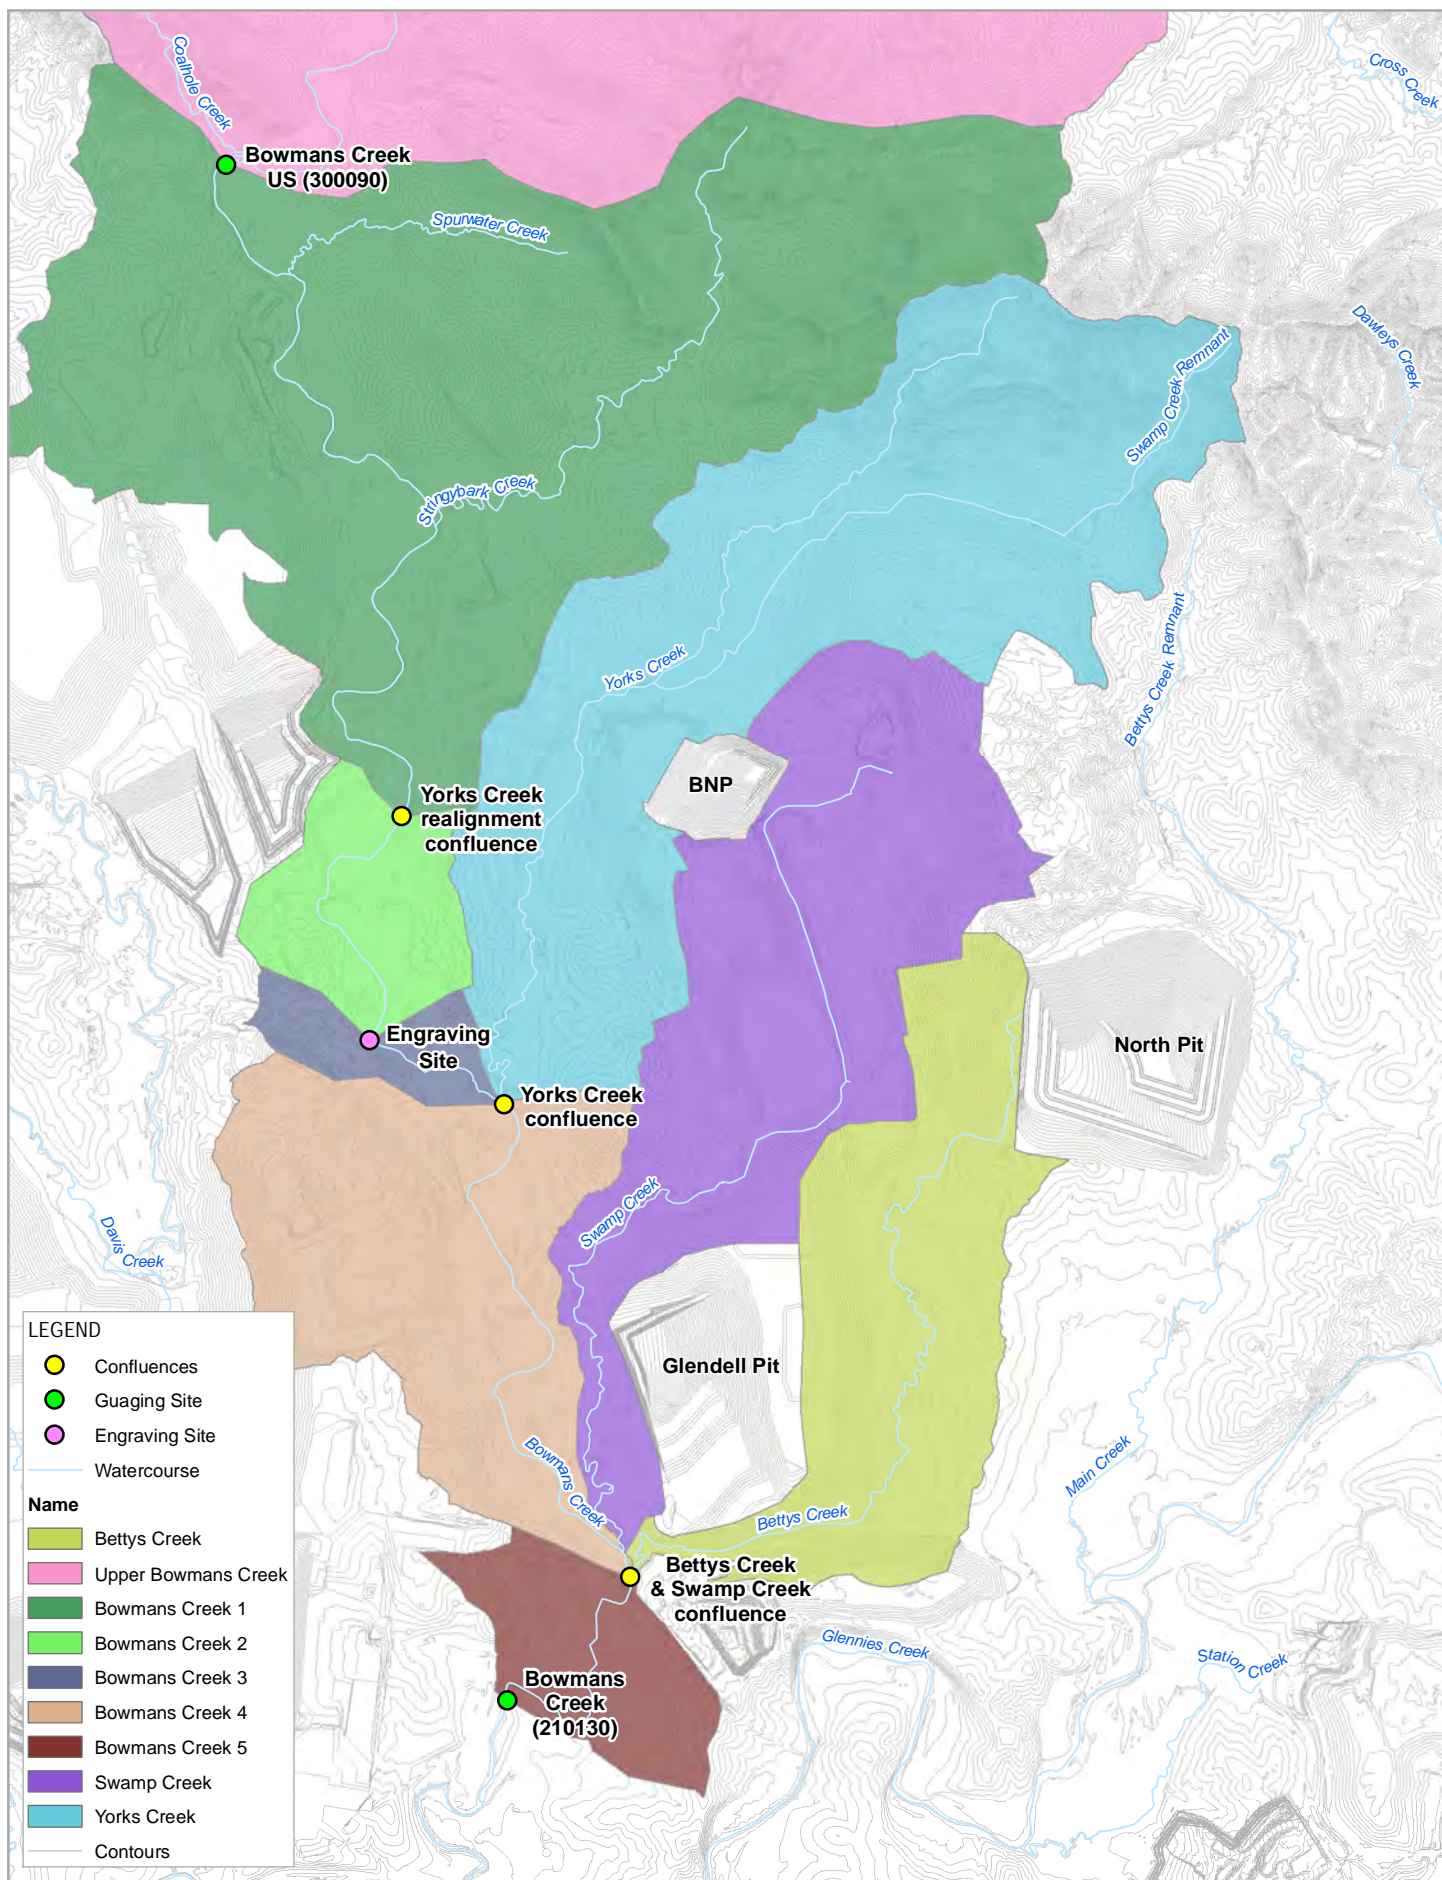 Coalhole Creek
Cross Creek
Bowmans Creek
US (300090)
Spurwater Creek
Dawleys Creek
Swamp Creek Remnant
Stringybark Creek
Bettys Creek Remnant
Yorks Creek
BNP
Yorks Creek
realignment
confluence
Engraving
Site
North Pit
Yorks Creek
confluence
Swamp Creek
Davis Creek
Glendell Pit
Bowmans Creek
Main Creek
Bettys Creek
Bettys Creek
& Swamp Creek
confluence
Glennies Creek
Station Creek
Bowmans
Creek
(210130)
LEGEND
Confluences
Guaging Site
Engraving Site
Watercourse
Name
Bettys Creek
Upper Bowmans Creek
Bowmans Creek 1
Bowmans Creek 2
Bowmans Creek 3
Bowmans Creek 4
Bowmans Creek 5
Swamp Creek
Yorks Creek
Contours